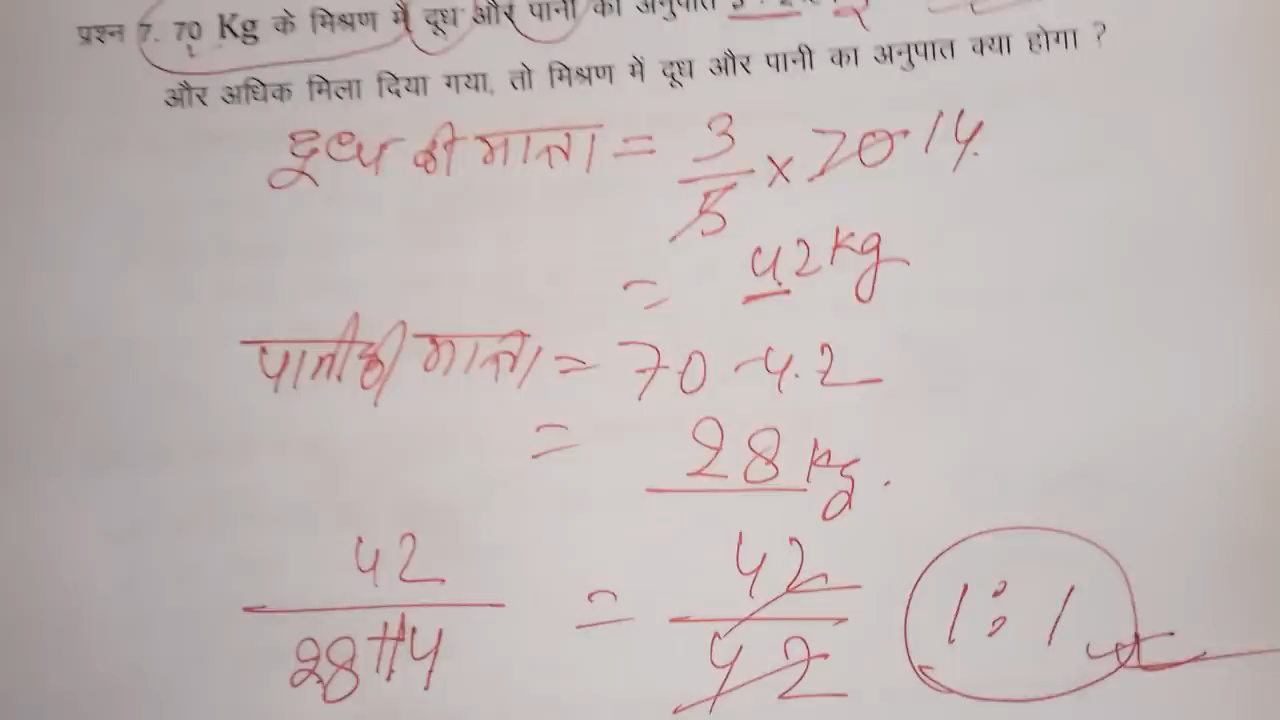 प्रश्न 7. 70 Kg के मिश्रण में दूध और पानी का अनुपात
और अधिक मिला दिया गया, तो मिश्रण में दूध और पानी का अनुपात क्या होगा ?
दूध की मात्रा = 3/5 × 70 14
= 42 kg
पानी की मात्रा = 70 - 42
= 28 kg.
42/28+14 = 42/42 1:1